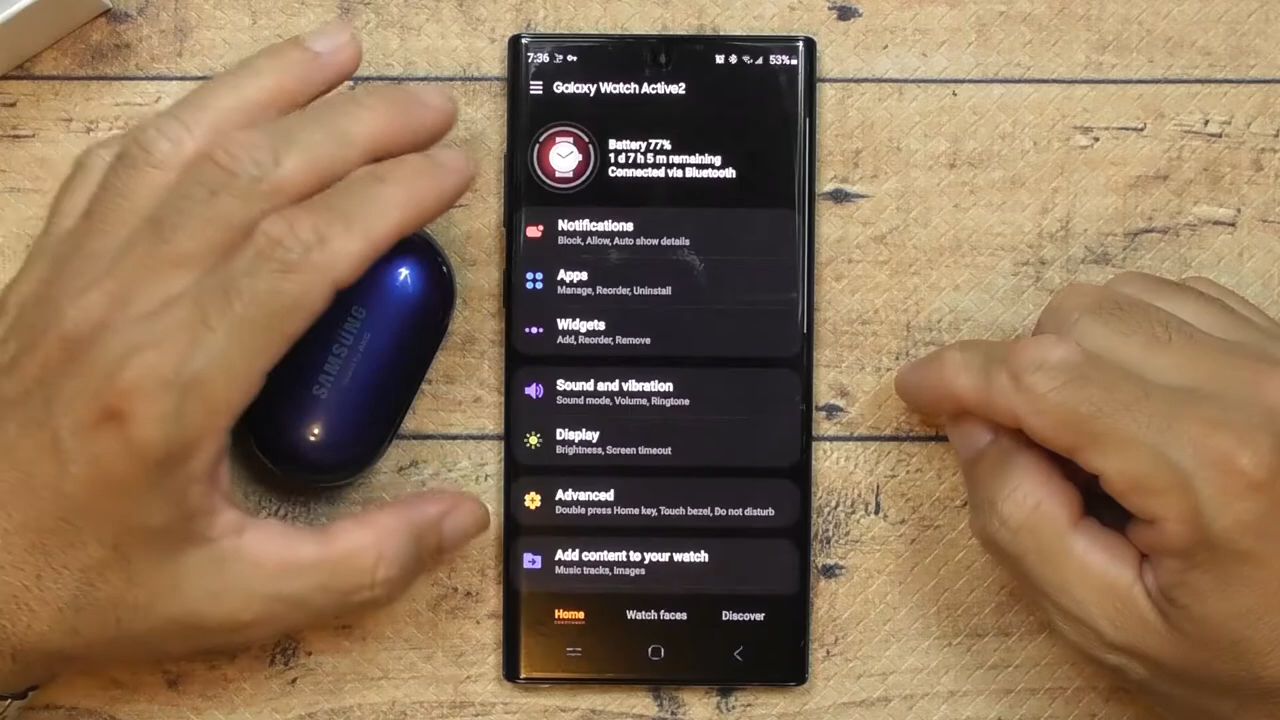 7:36
53%
Galaxy Watch Active2
Battery 77%
1 d 7 h 5 m remaining
Connected via Bluetooth
Notifications
Block, Allow, Auto show details
Apps
Manage, Reorder, Uninstall
Widgets
Add, Reorder, Remove
Sound and vibration
Sound mode, Volume, Ringtone
Display
Brightness, Screen timeout
Advanced
Double press Home key, Touch bezel, Do not disturb
Add content to your watch
Music tracks, Images
Home
Watch faces
Discover
SAMSUNG
Sound by AKG